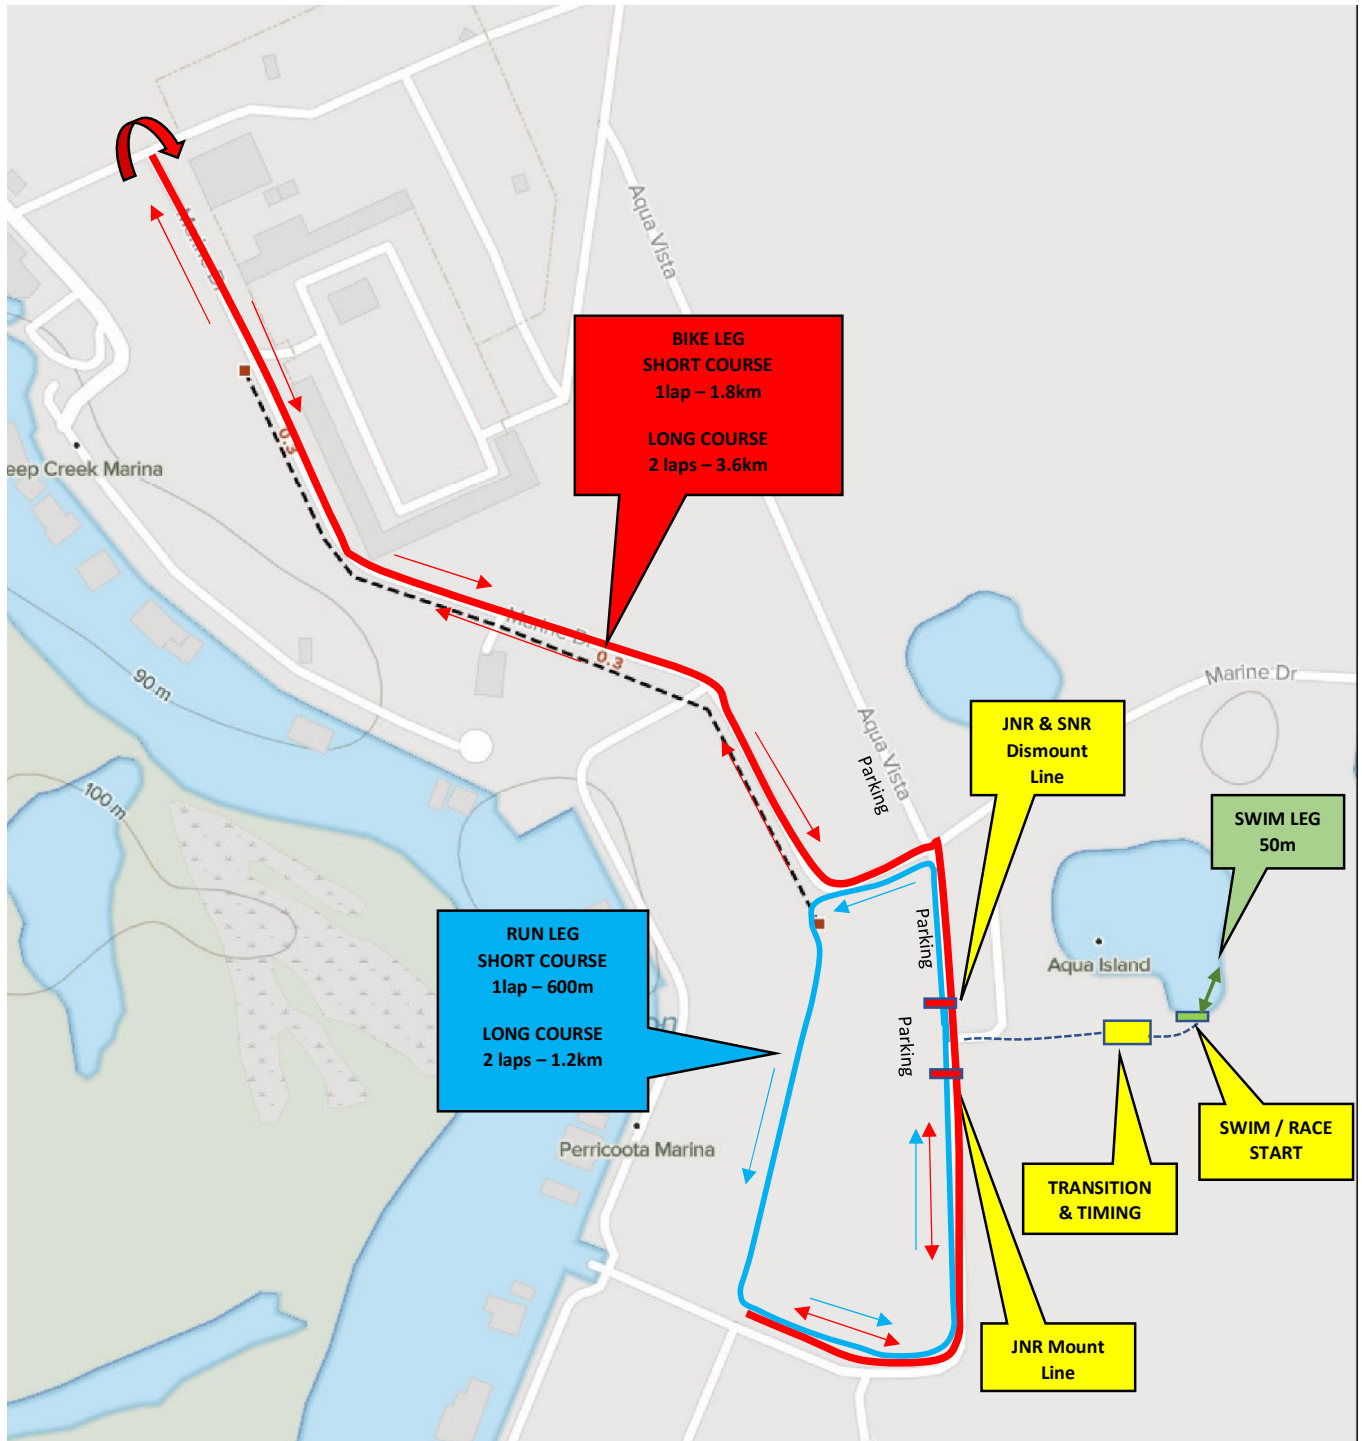 Marine Dr
Aqua Vista
BIKE LEG
SHORT COURSE
1lap – 1.8km
LONG COURSE
2 laps – 3.6km
0.3
eep Creek Marina
Marine Dr
0.3
90 m
100 m
Marine Dr
Aqua Vista
Parking
JNR & SNR
Dismount
Line
SWIM LEG
50m
RUN LEG
SHORT COURSE
1lap – 600m
LONG COURSE
2 laps – 1.2km
on
Parking
Parking
Aqua Island
Perricoota Marina
SWIM / RACE
START
TRANSITION
& TIMING
JNR Mount
Line